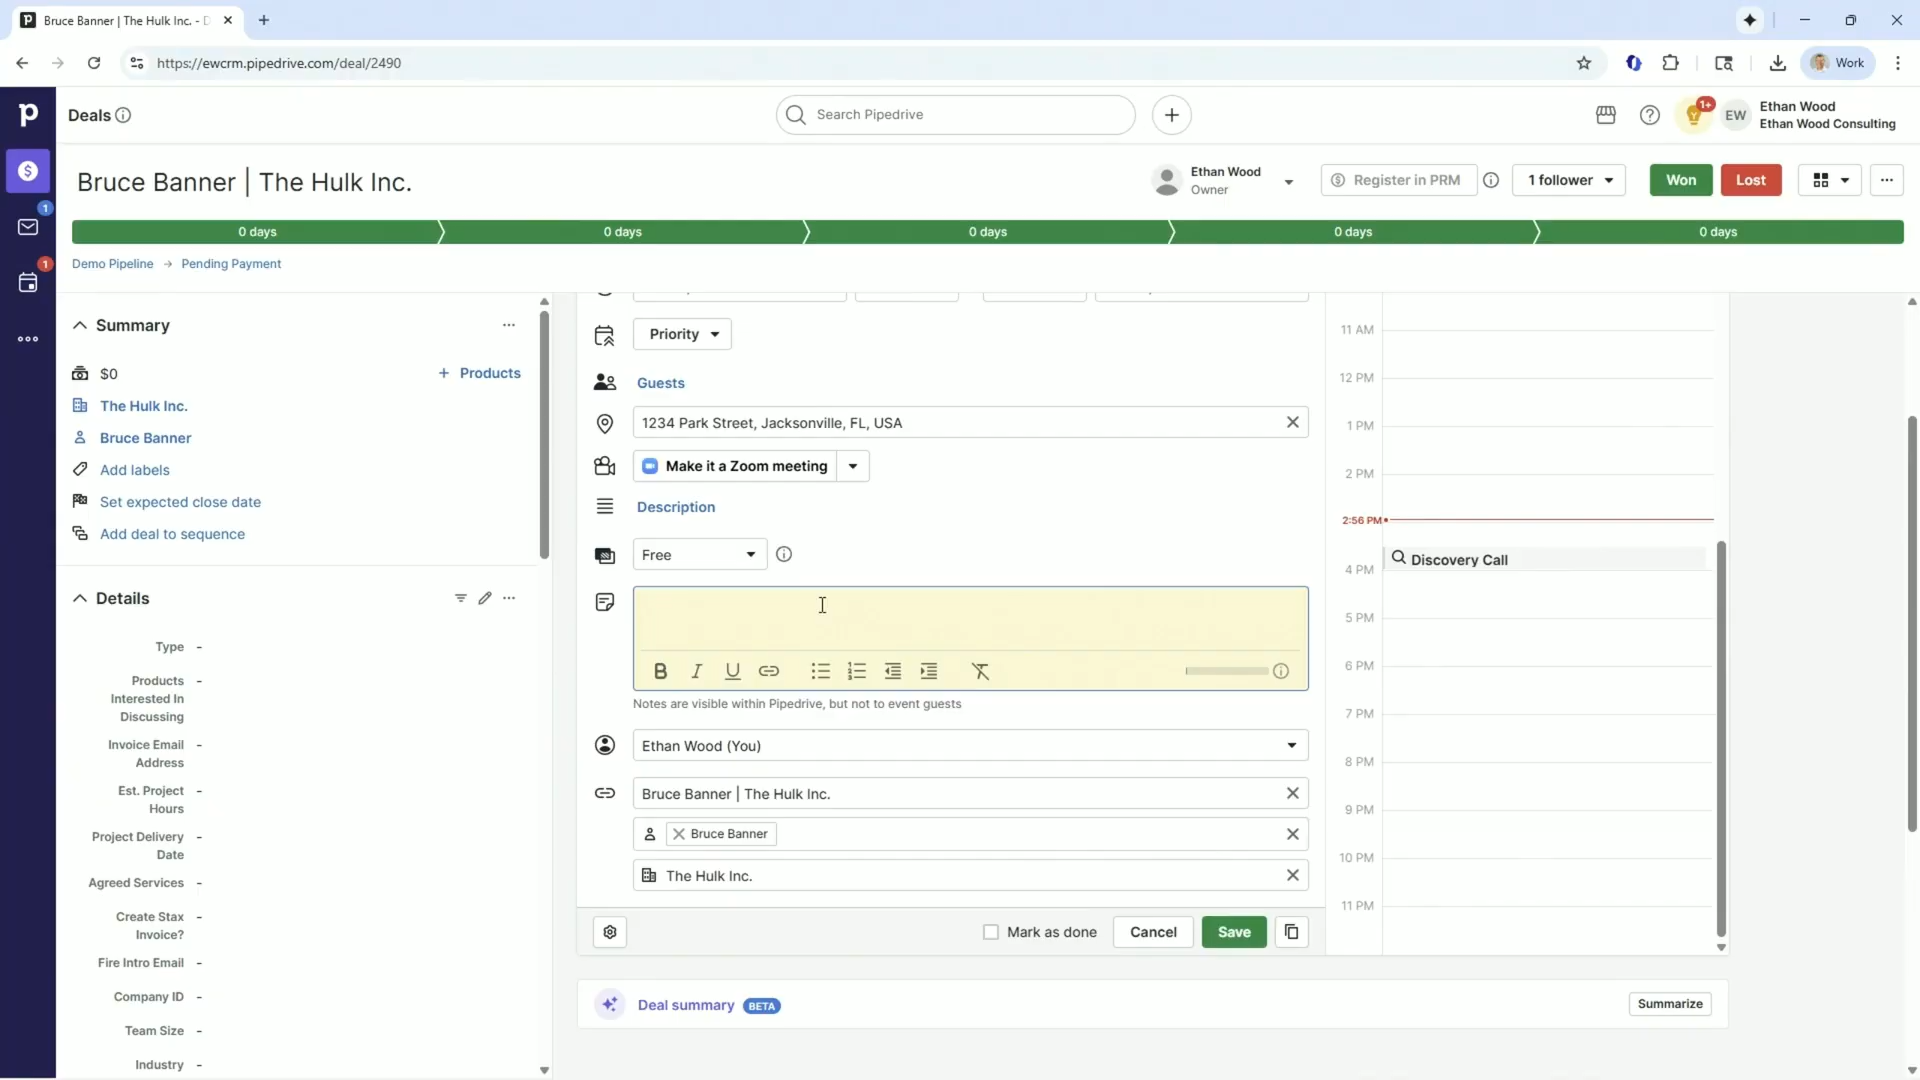 Bruce Banner | The Hulk Inc. - D
https://ewcrm.pipedrive.com/deal/2490
Work
Deals
Search Pipedrive
1+
EW
Ethan Wood
Ethan Wood Consulting
Bruce Banner | The Hulk Inc.
Ethan Wood
Owner
Register in PRM
1 follower
Won
Lost
1
0 days
0 days
0 days
0 days
0 days
1
Demo Pipeline → Pending Payment
Summary
$0
+ Products
The Hulk Inc.
Bruce Banner
Add labels
Set expected close date
Add deal to sequence
Details
Type -
Products Interested In Discussing -
Invoice Email Address -
Est. Project Hours -
Project Delivery Date -
Agreed Services -
Create Stax Invoice? -
Fire Intro Email -
Company ID -
Team Size -
Industry -
Priority
Guests
1234 Park Street, Jacksonville, FL, USA
Make it a Zoom meeting
Description
Free
Notes are visible within Pipedrive, but not to event guests
Ethan Wood (You)
Bruce Banner | The Hulk Inc.
Bruce Banner
The Hulk Inc.
Mark as done
Cancel
Save
Deal summary BETA
Summarize
11 AM
12 PM
1 PM
2 PM
2:56 PM
Discovery Call
4 PM
5 PM
6 PM
7 PM
8 PM
9 PM
10 PM
11 PM